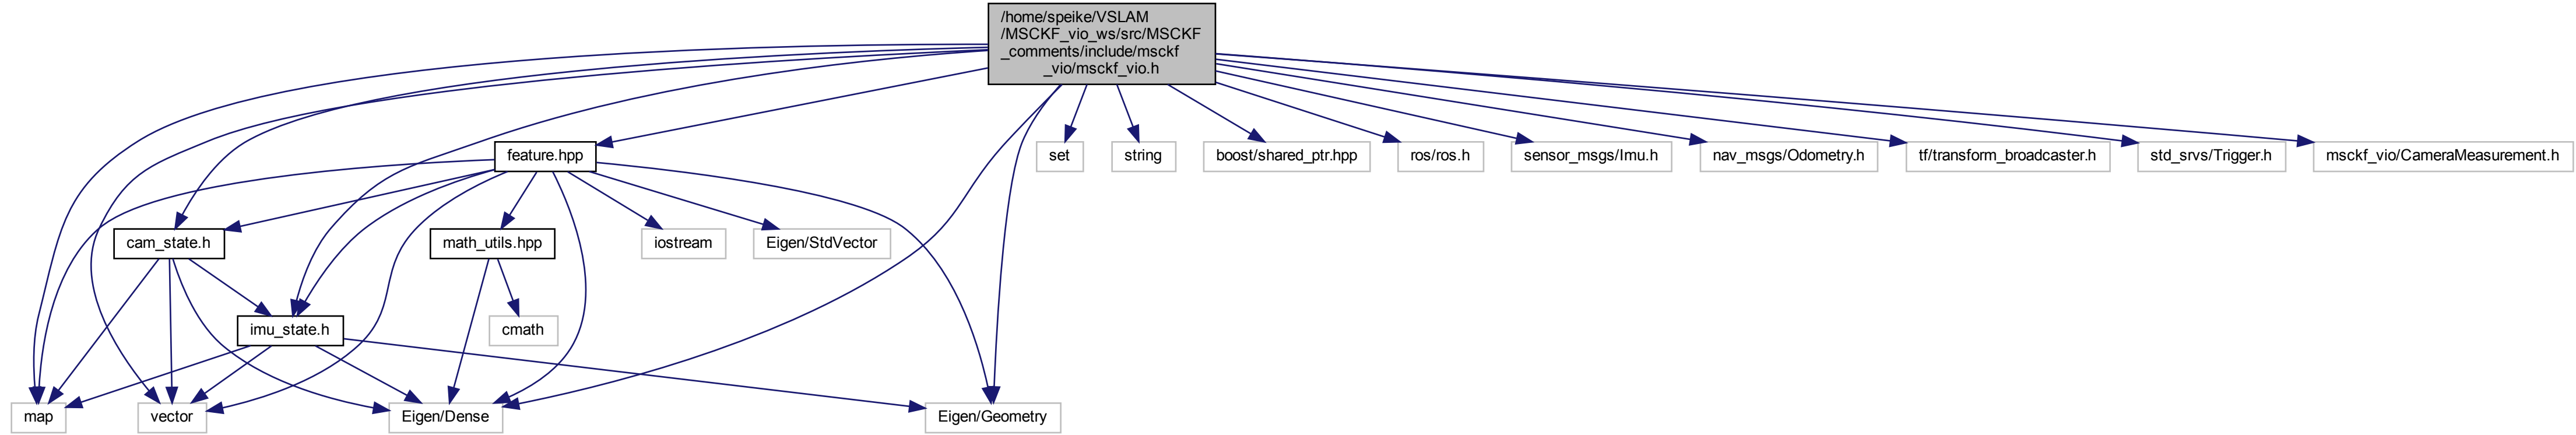 /home/speike/VSLAM
/MSCKF_vio_ws/src/MSCKF
_comments/include/msckf
_vio/msckf_vio.h
feature.hpp
set
string
boost/shared_ptr.hpp
ros/ros.h
sensor_msgs/Imu.h
nav_msgs/Odometry.h
tf/transform_broadcaster.h
std_srvs/Trigger.h
msckf_vio/CameraMeasurement.h
cam_state.h
math_utils.hpp
iostream
Eigen/StdVector
imu_state.h
cmath
map
vector
Eigen/Dense
Eigen/Geometry